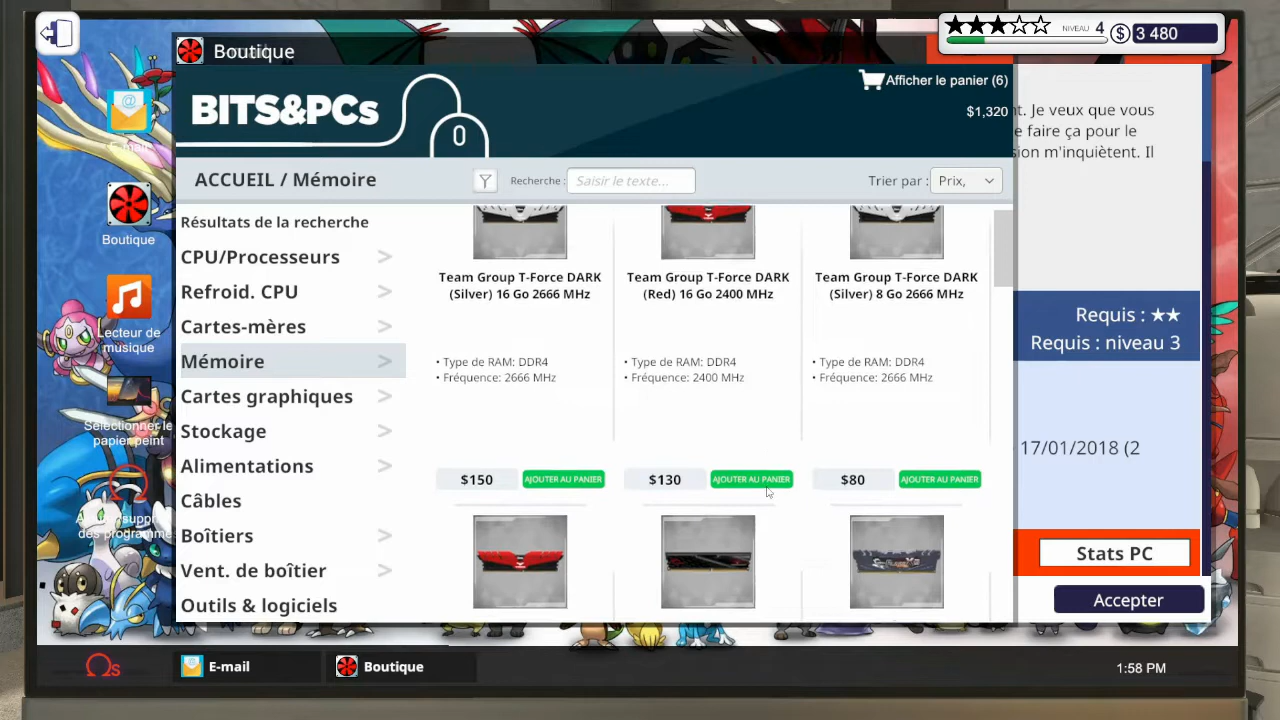 Boutique
NIVEAU 4
$ 3 480
BITS&PCs
Afficher le panier (6)
$1,320
ACCUEIL / Mémoire
Recherche :
Saisir le texte...
Trier par :
Prix,
Résultats de la recherche
CPU/Processeurs >
Refroid. CPU >
Cartes-mères >
Mémoire >
Cartes graphiques >
Stockage >
Alimentations >
Câbles
Boîtiers >
Vent. de boîtier >
Outils & logiciels
Team Group T-Force DARK
(Silver) 16 Go 2666 MHz
• Type de RAM: DDR4
• Fréquence: 2666 MHz
$150
AJOUTER AU PANIER
Team Group T-Force DARK
(Red) 16 Go 2400 MHz
• Type de RAM: DDR4
• Fréquence: 2400 MHz
$130
AJOUTER AU PANIER
Team Group T-Force DARK
(Silver) 8 Go 2666 MHz
• Type de RAM: DDR4
• Fréquence: 2666 MHz
$80
AJOUTER AU PANIER
E-mail
Boutique
Lecteur de
musique
Sélectionner le
papier peint
des programme
nt. Je veux que vous
e faire ça pour le
sion m'inquiètent. Il
Requis : ★★
Requis : niveau 3
17/01/2018 (2
Stats PC
Accepter
E-mail
Boutique
1:58 PM